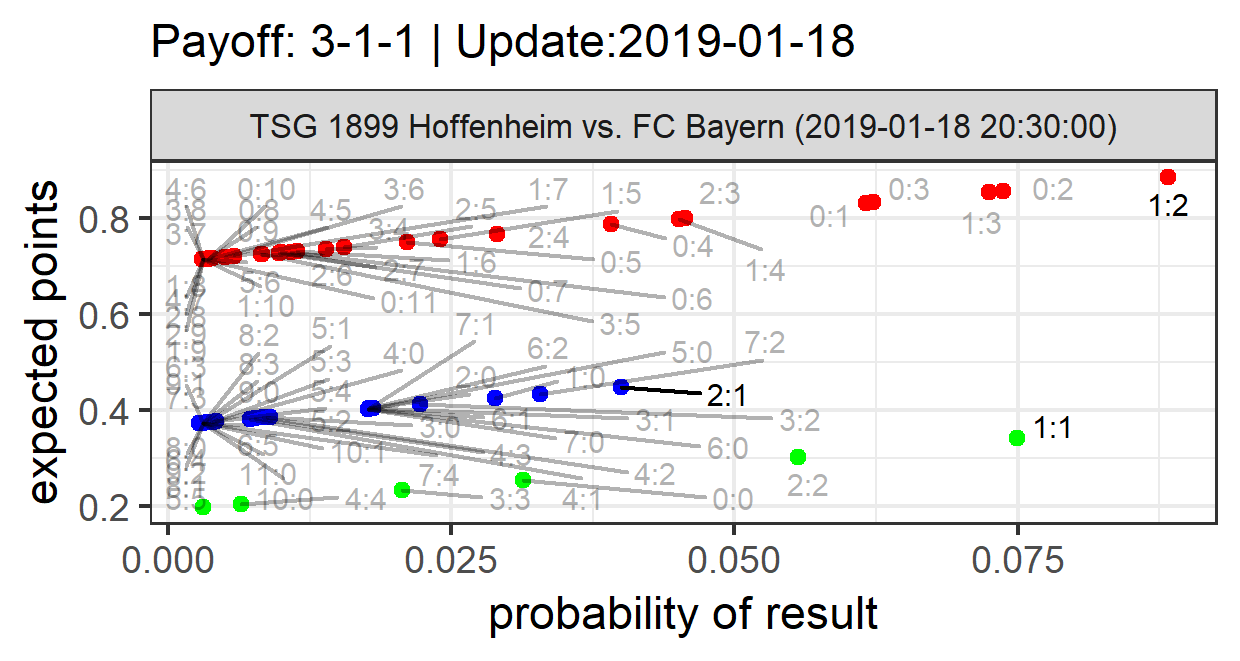 Payoff: 3-1-1 | Update:2019-01-18
TSG 1899 Hoffenheim vs. FC Bayern (2019-01-18 20:30:00)
expected points
0.8
0.6
0.4
0.2
4:6 0:10 3:6 1:7 1:5 2:3 0:3 0:2
3:8 0:8 4:5 2:5 0:1 1:3 1:2
3:7 0:9 3:4 2:4 0:4
5:6 2:6 2:7 1:6 0:5 1:4
1:10 0:11 0:7 0:6
3:5
8:2 5:1 7:1
8:3 5:3 4:0 6:2 5:0 7:2
6:3
7:3 9:0 5:4 2:0 1:0 2:1
5:2 3:0 6:1 3:1 3:2 1:1
6:5 10:1 4:3 7:0 6:0
11:0 7:4 4:2 2:2
10:0 4:4 3:3 4:1 0:0
0.000 0.025 0.050 0.075
probability of result